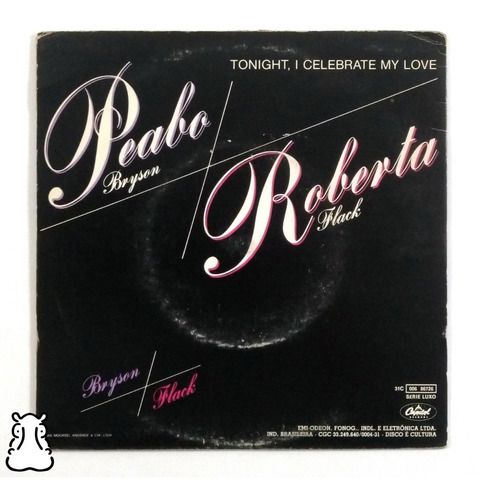 TONIGHT, I CELEBRATE MY LOVE
Peabo
Bryson
Roberta
Flack
Bryson
Flack
31C 006 86726
SERIE LUXO
Capitol
EMI-ODEON, FONOG., INDL. E ELETRÔNICA LTDA.
IND. BRASILEIRA - CGC 33.249.640/0004-31 - DISCO É CULTURA